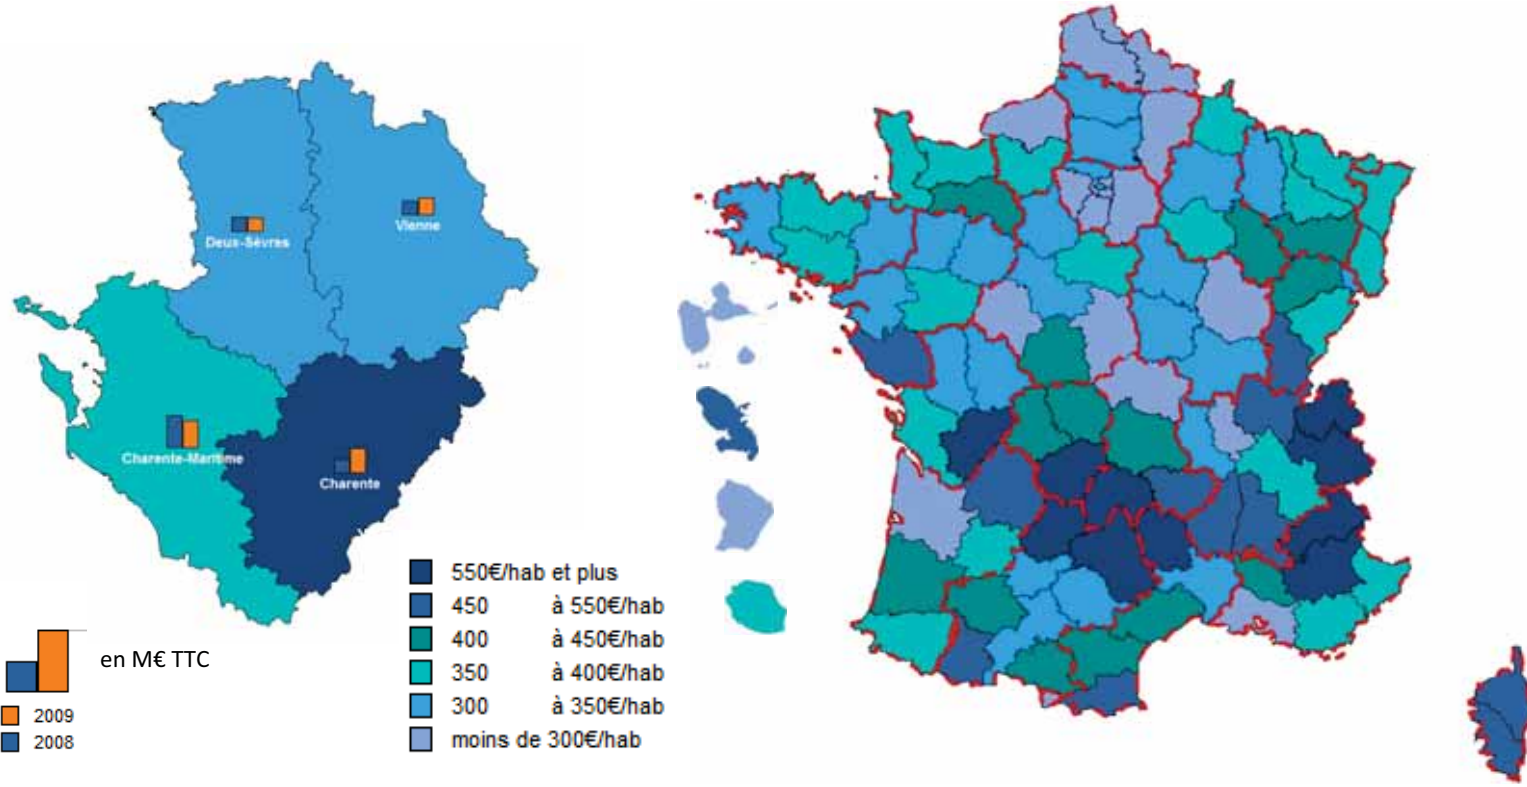 Deux-Sèvres
Vienne
Charente-Maritime
Charente
en M€ TTC
2009
2008
550€/hab et plus
450 à 550€/hab
400 à 450€/hab
350 à 400€/hab
300 à 350€/hab
moins de 300€/hab